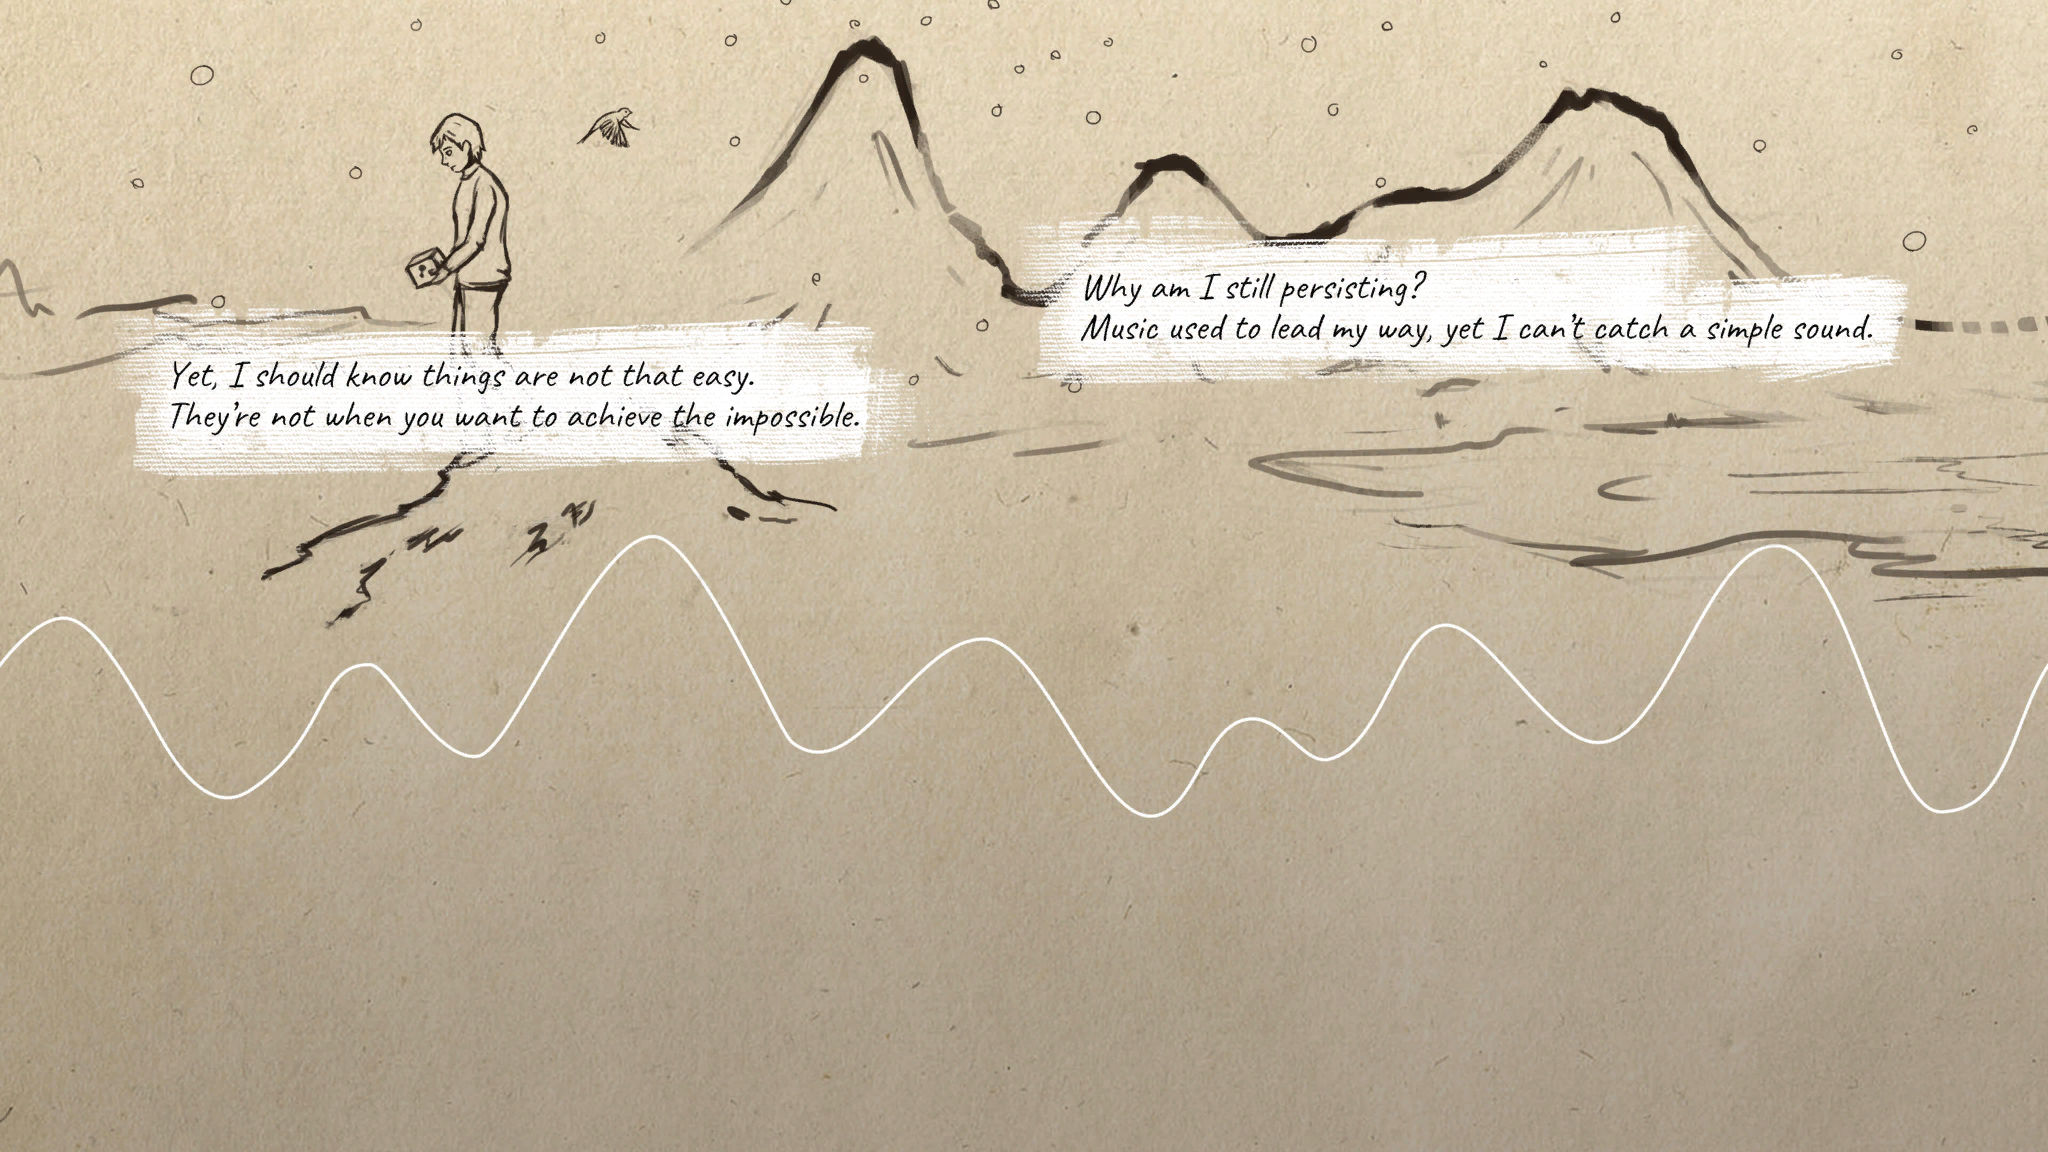 Yet, I should know things are not that easy.
They're not when you want to achieve the impossible.
Why am I still persisting?
Music used to lead my way, yet I can't catch a simple sound.